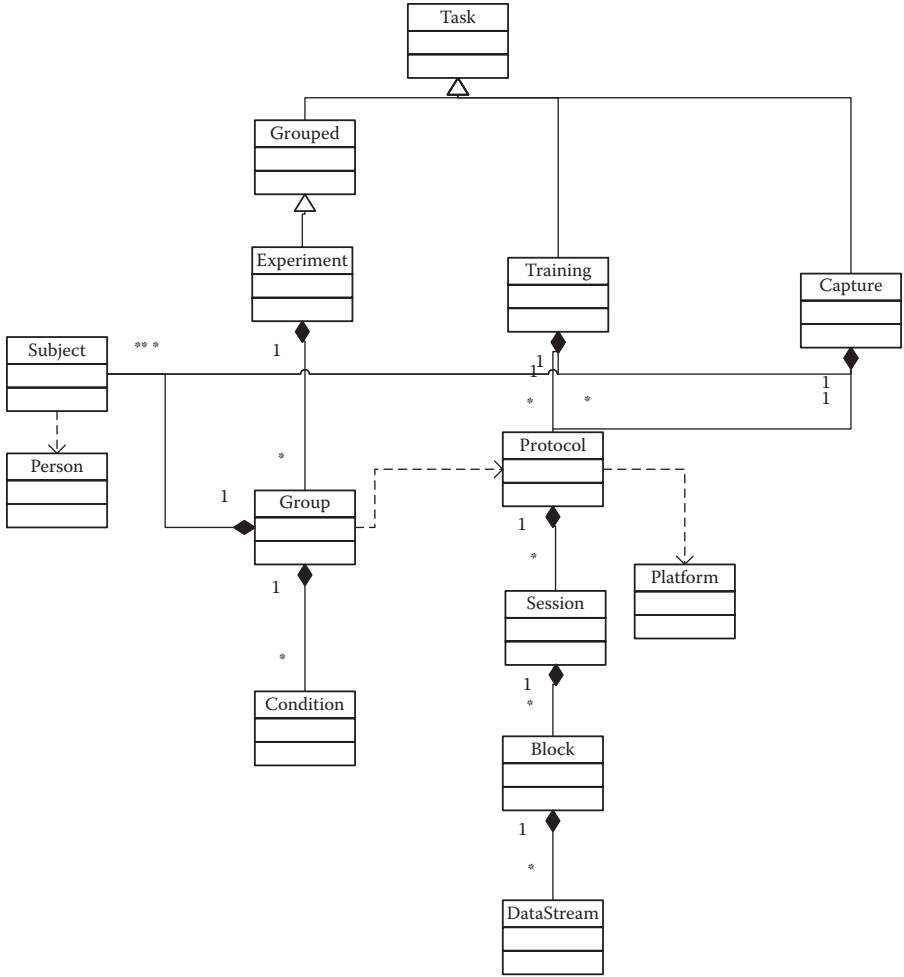 Task
Grouped
Experiment
Training
Capture
Subject
** *
1
1
1
1
1
*
*
Person
*
Protocol
1
Group
1
*
1
Platform
Session
*
1
*
Condition
Block
1
*
DataStream